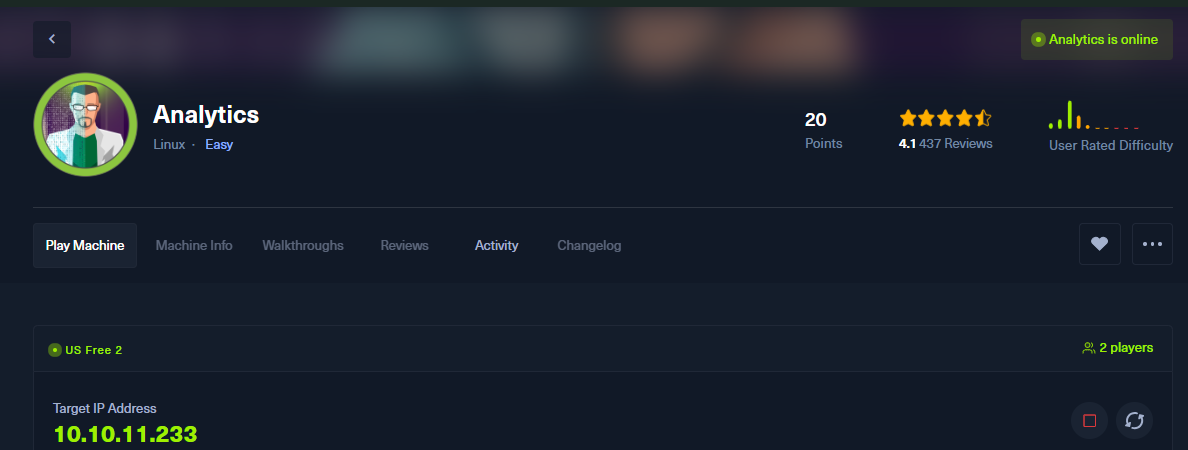 Analytics is online
Analytics
Linux · Easy
20
Points
4.1 437 Reviews
User Rated Difficulty
Play Machine
Machine Info
Walkthroughs
Reviews
Activity
Changelog
US Free 2
2 players
Target IP Address
10.10.11.233